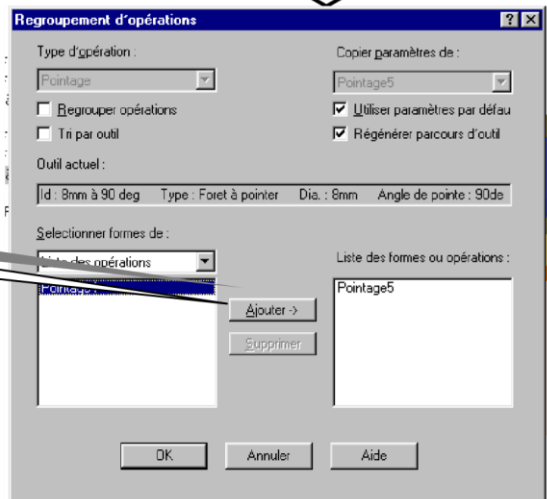 Regroupement d'opérations
Type d'opération :
Copier paramètres de :
Pointage
Pointage5
Regrouper opérations
Utiliser paramètres par défau
Tri par outil
Régénérer parcours d'outil
Outil actuel :
Id : 8mm à 90 deg Type : Foret à pointer Dia. : 8mm Angle de pointe : 90de
Selectionner formes de :
Liste des opérations
Liste des formes ou opérations :
Pointage5
Ajouter ->
Supprimer
OK Annuler Aide